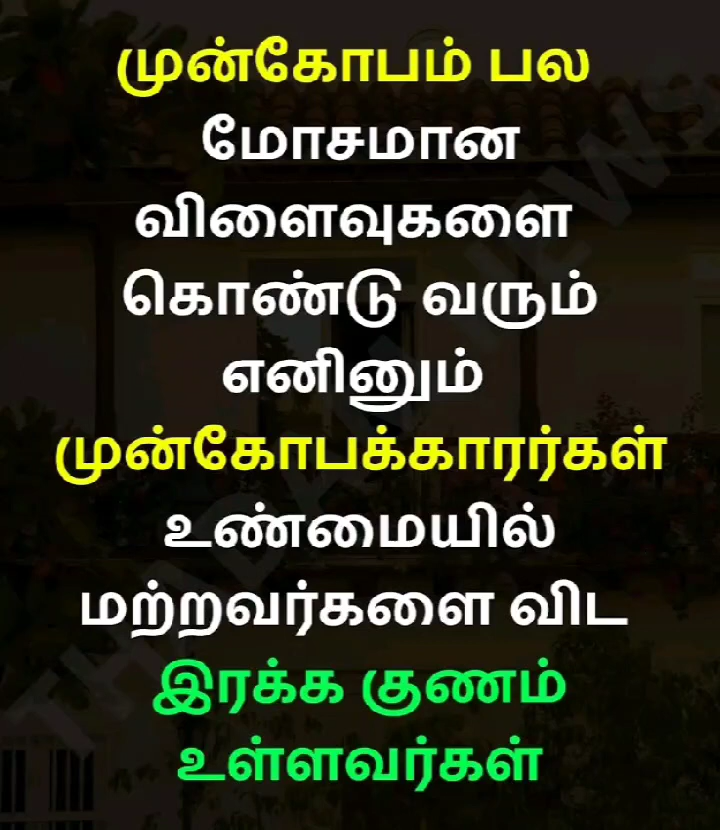 முன்கோபம் பல
மோசமான
விளைவுகளை
கொண்டு வரும்
எனினும்
முன்கோபக்காரர்கள்
உண்மையில்
மற்றவர்களை விட
இரக்க குணம்
உள்ளவர்கள்